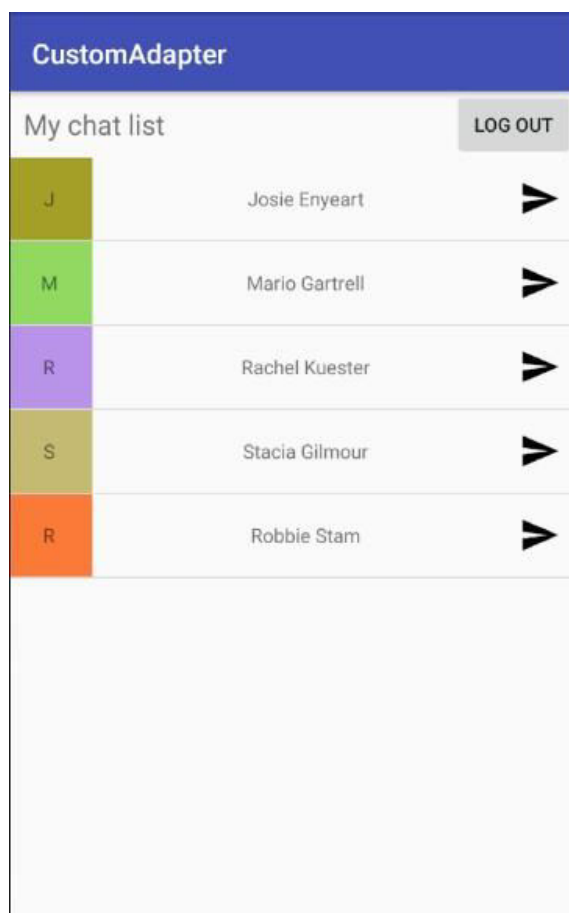 CustomAdapter
My chat list LOG OUT
J Josie Enyeart
M Mario Gartrell
R Rachel Kuester
S Stacia Gilmour
R Robbie Stam